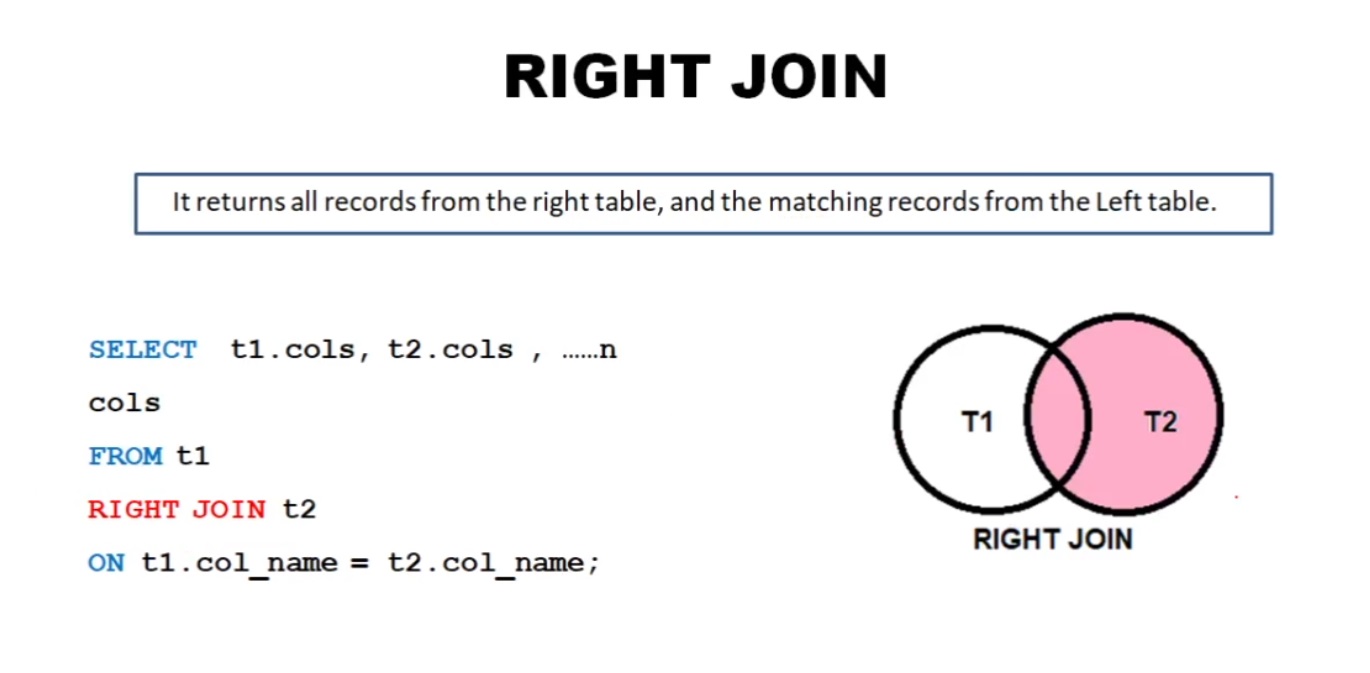 RIGHT JOIN
It returns all records from the right table, and the matching records from the Left table.
SELECT t1.cols, t2.cols , ......n
cols
FROM t1
RIGHT JOIN t2
ON t1.col_name = t2.col_name;
T1 T2
RIGHT JOIN